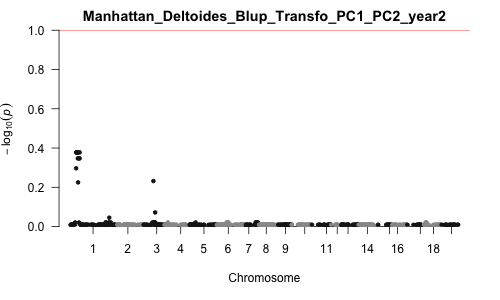 Manhattan_Deltoides_Blup_Transfo_PC1_PC2_year2
1.0
0.8
0.6
0.4
0.2
0.0
− log10(p)
1 2 3 4 5 6 7 8 9 11 14 16 18
Chromosome